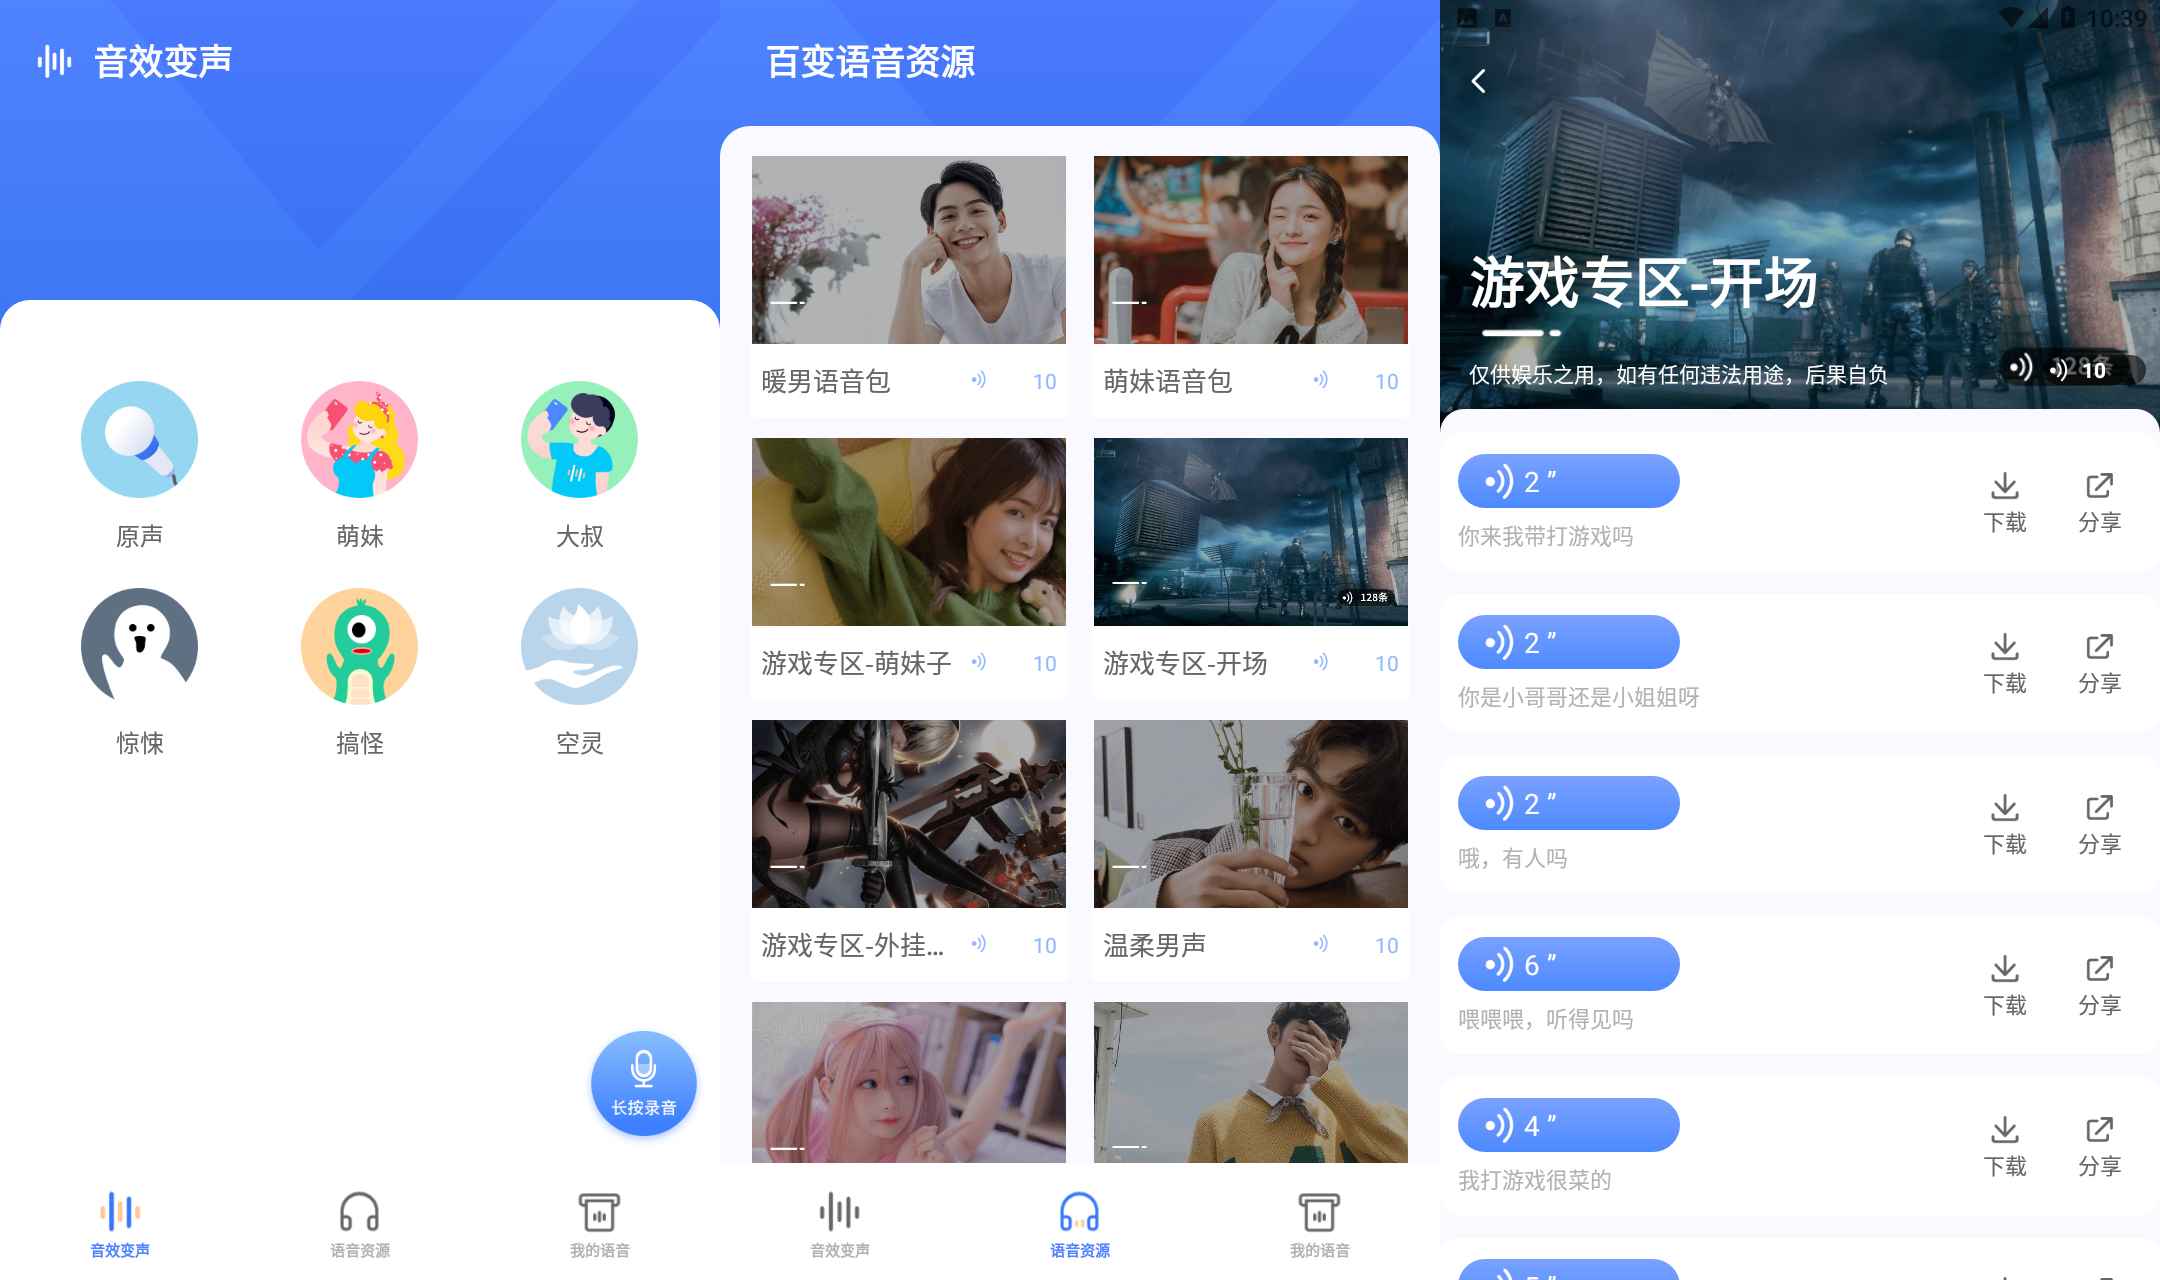 音效变声
原声
萌妹
大叔
惊悚
搞怪
空灵
长按录音
音效变声
语音资源
我的语音
百变语音资源
暖男语音包
10
萌妹语音包
10
128条
游戏专区-萌妹子
10
游戏专区-开场
10
游戏专区-外挂...
10
温柔男声
10
音效变声
语音资源
我的语音
10:39
游戏专区-开场
仅供娱乐之用，如有任何违法用途，后果自负
128条
10
2 ”
你来我带打游戏吗
下载
分享
2 ”
你是小哥哥还是小姐姐呀
下载
分享
2 ”
哦，有人吗
下载
分享
6 ”
喂喂喂，听得见吗
下载
分享
4 ”
我打游戏很菜的
下载
分享